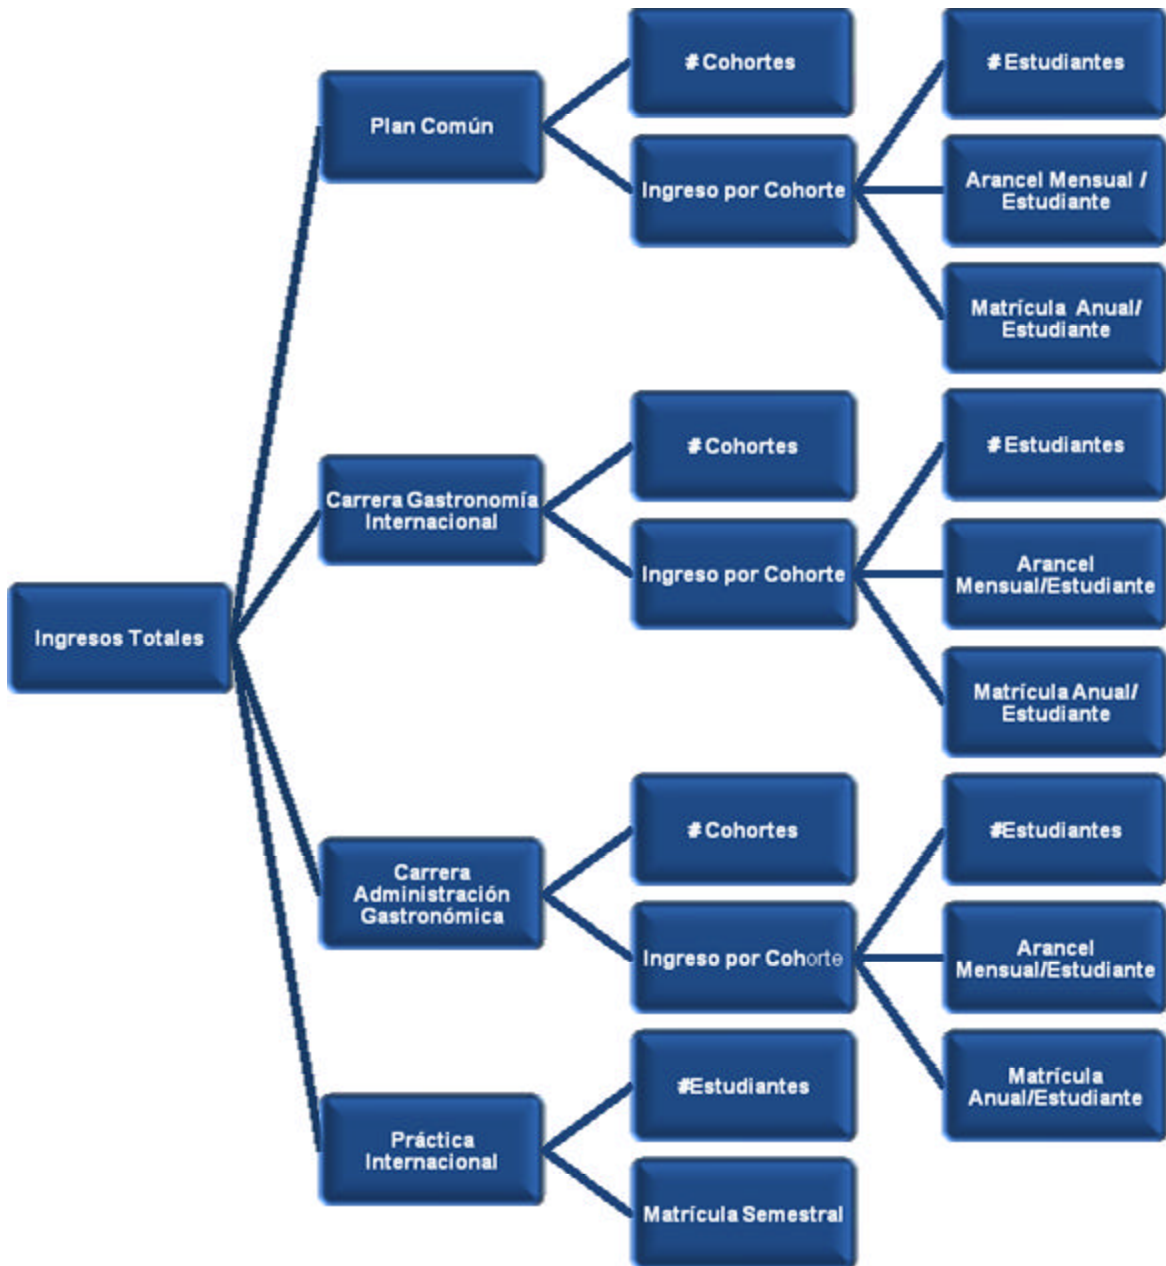 Ingresos Totales
Plan Común
# Cohortes
Ingreso por Cohorte
# Estudiantes
Arancel Mensual /
Estudiante
Matrícula Anual/
Estudiante
Carrera Gastronomía
Internacional
# Cohortes
Ingreso por Cohorte
# Estudiantes
Arancel
Mensual/Estudiante
Matrícula Anual/
Estudiante
Carrera
Administración
Gastronómica
# Cohortes
Ingreso por Cohorte
#Estudiantes
Arancel
Mensual/Estudiante
Matrícula
Anual/Estudiante
Práctica
Internacional
#Estudiantes
Matrícula Semestral